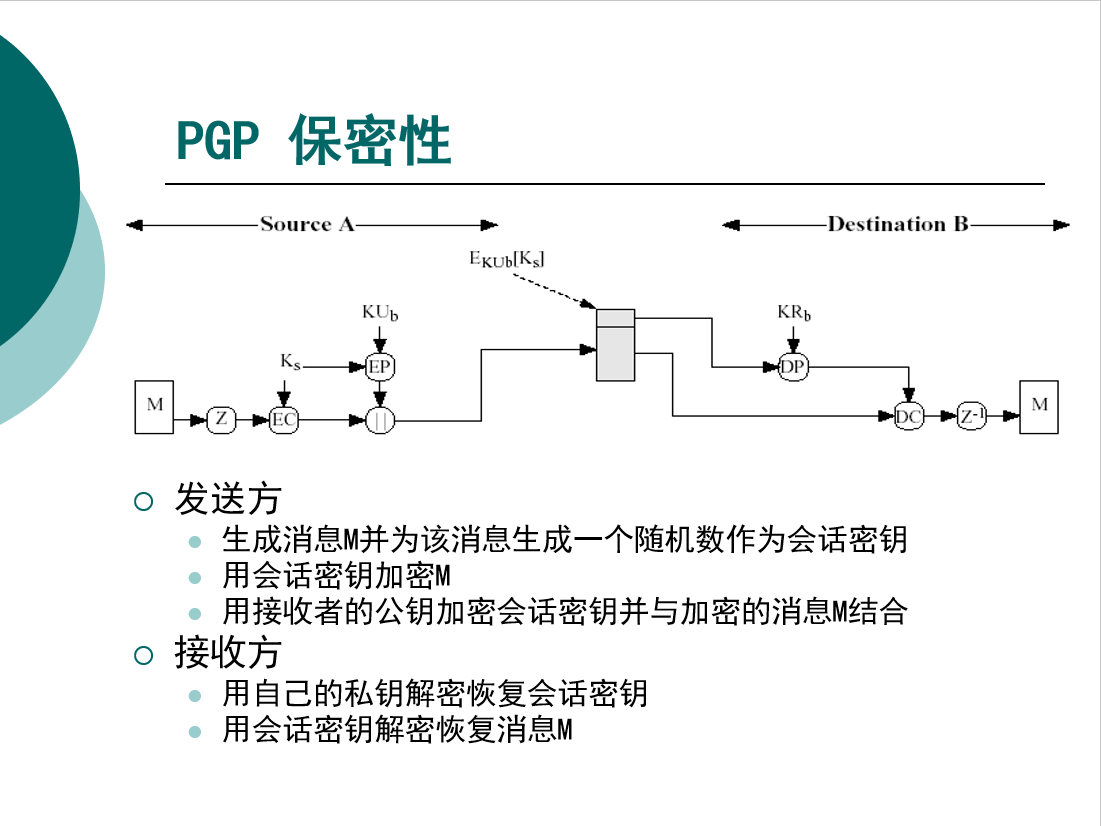 PGP 保密性
Source A
Destination B
EKUb[Ks]
KUb
KRb
Ks
EP
DP
M
Z
EC
||
DC
Z-1
M
发送方
生成消息M并为该消息生成一个随机数作为会话密钥
用会话密钥加密M
用接收者的公钥加密会话密钥并与加密的消息M结合
接收方
用自己的私钥解密恢复会话密钥
用会话密钥解密恢复消息M